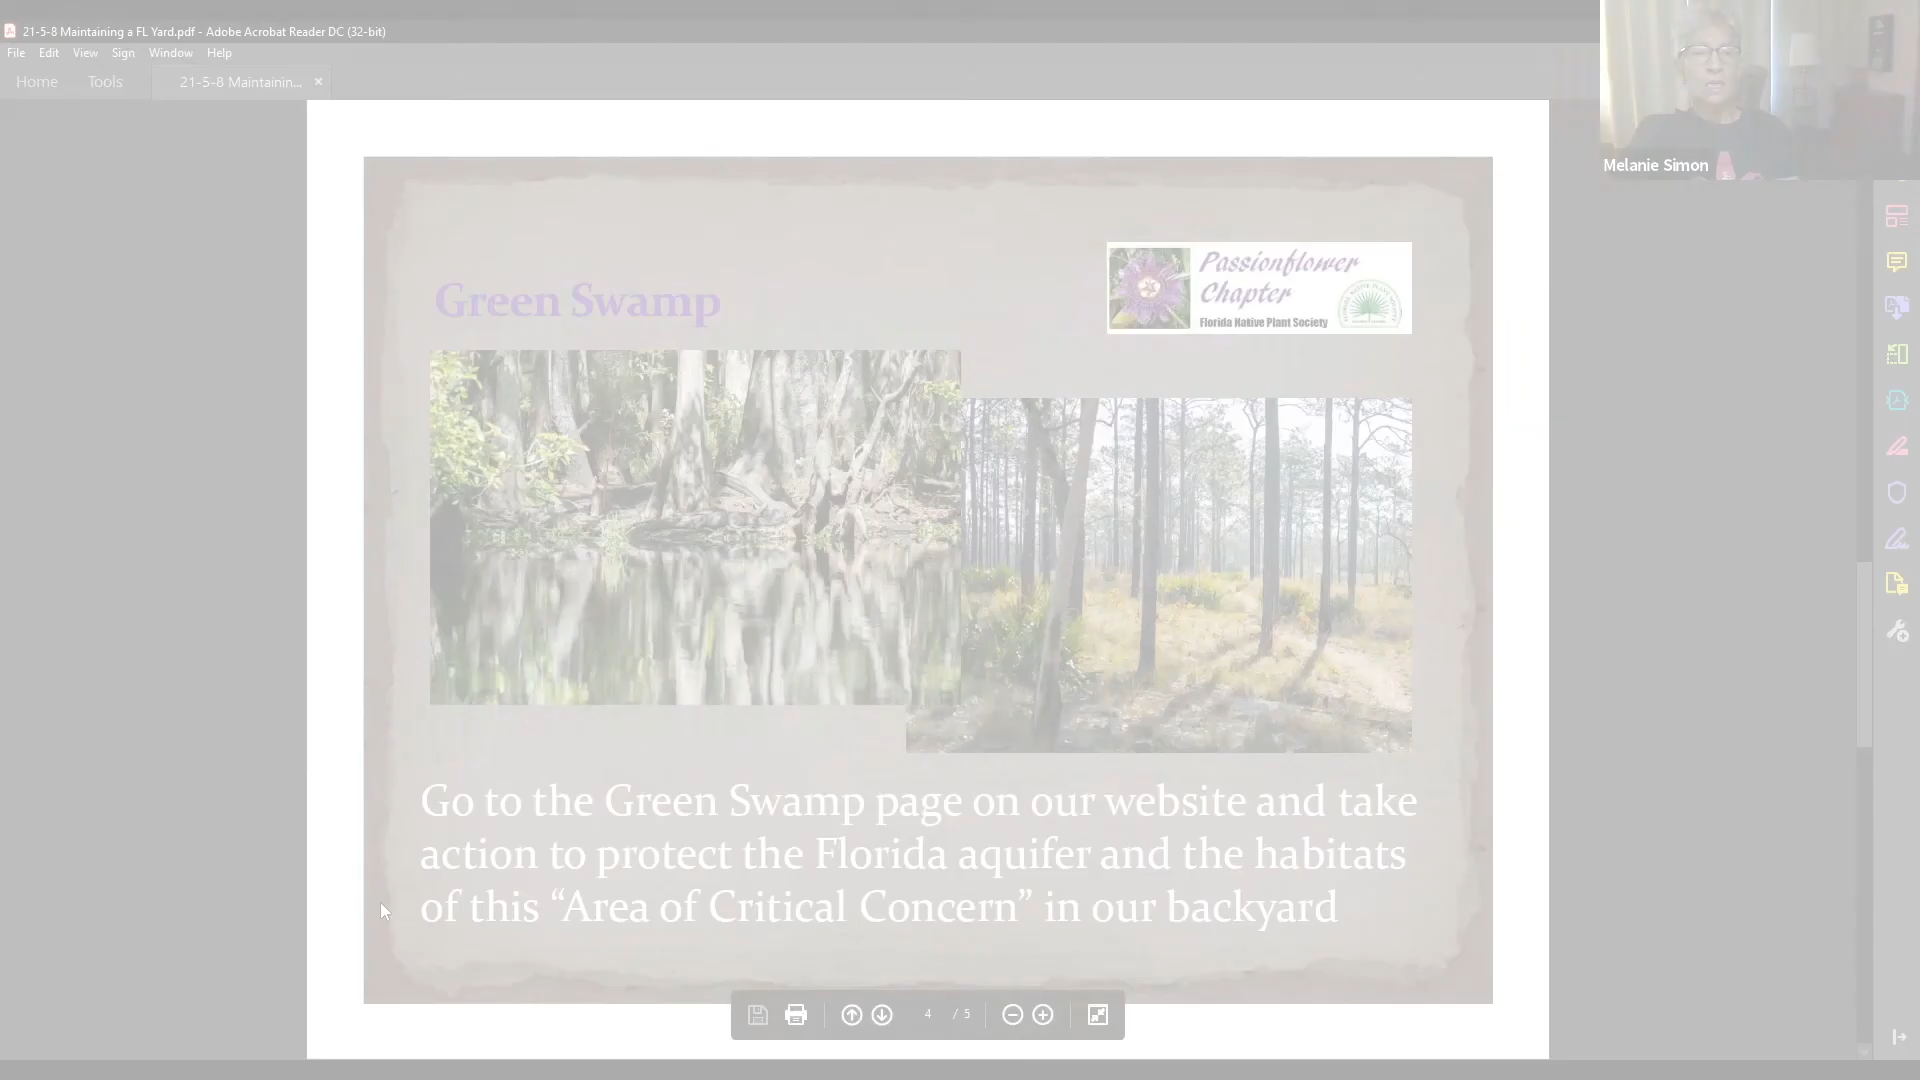 21-5-8 Maintaining a FL Yard.pdf - Adobe Acrobat Reader DC (32-bit)
File Edit View Sign Window Help
Home Tools 21-5-8 Maintainin... ×
Melanie Simon
Passionflower
Chapter
Florida Native Plant Society
Green Swamp
Go to the Green Swamp page on our website and take
action to protect the Florida aquifer and the habitats
of this “Area of Critical Concern” in our backyard
4 / 5